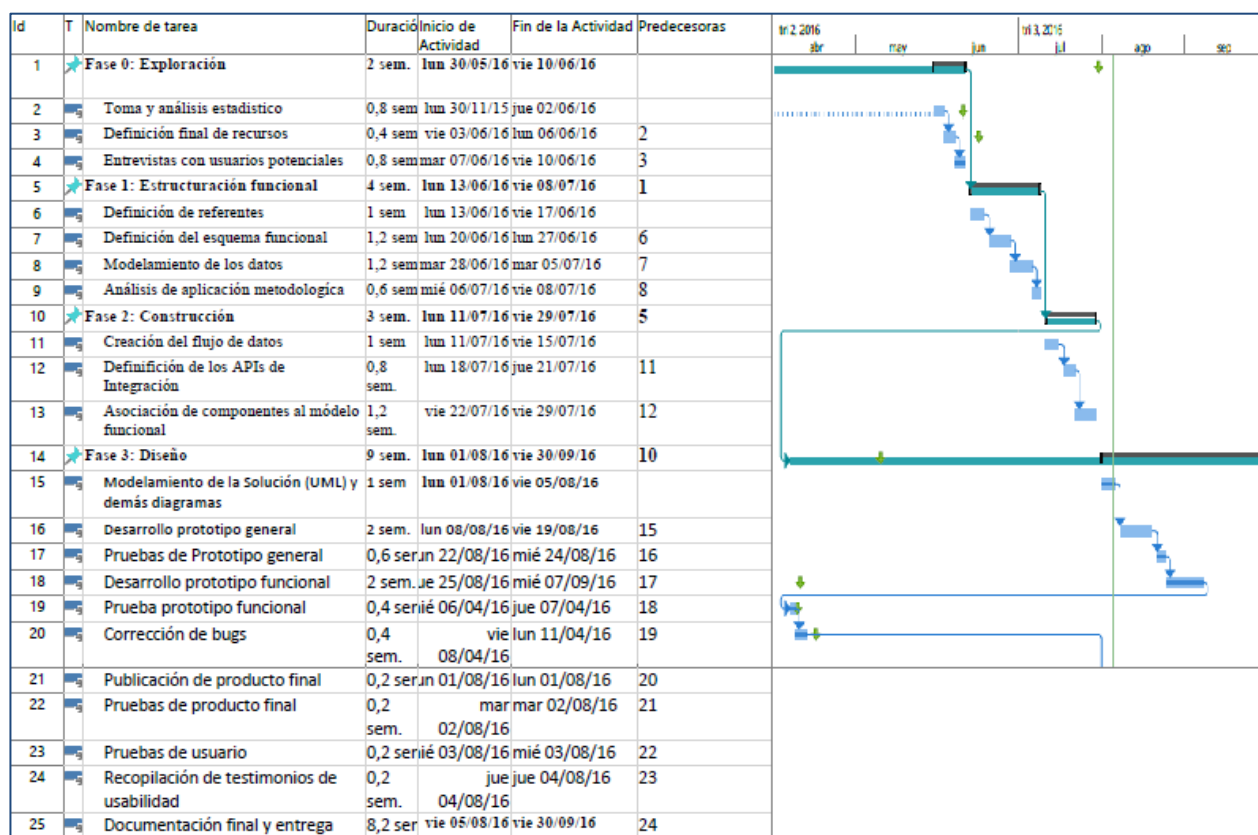 Id T Nombre de tarea Duració Inicio de Actividad Fin de la Actividad Predecesoras
tri 2, 2016 tri 3, 2016
abr may jun jul ago sep
1 Fase 0: Exploración 2 sem. lun 30/05/16 vie 10/06/16
2 Toma y análisis estadistico 0,8 sem lun 30/11/15 jue 02/06/16
3 Definición final de recursos 0,4 sem vie 03/06/16 lun 06/06/16 2
4 Entrevistas con usuarios potenciales 0,8 sem mar 07/06/16 vie 10/06/16 3
5 Fase 1: Estructuración funcional 4 sem. lun 13/06/16 vie 08/07/16 1
6 Definición de referentes 1 sem lun 13/06/16 vie 17/06/16
7 Definición del esquema funcional 1,2 sem lun 20/06/16 lun 27/06/16 6
8 Modelamiento de los datos 1,2 sem mar 28/06/16 mar 05/07/16 7
9 Análisis de aplicación metodologíca 0,6 sem mié 06/07/16 vie 08/07/16 8
10 Fase 2: Construcción 3 sem. lun 11/07/16 vie 29/07/16 5
11 Creación del flujo de datos 1 sem lun 11/07/16 vie 15/07/16
12 Definifición de los APIs de Integración 0,8 sem. lun 18/07/16 jue 21/07/16 11
13 Asociación de componentes al módelo funcional 1,2 sem. vie 22/07/16 vie 29/07/16 12
14 Fase 3: Diseño 9 sem. lun 01/08/16 vie 30/09/16 10
15 Modelamiento de la Solución (UML) y demás diagramas 1 sem lun 01/08/16 vie 05/08/16
16 Desarrollo prototipo general 2 sem. lun 08/08/16 vie 19/08/16 15
17 Pruebas de Prototipo general 0,6 ser un 22/08/16 mié 24/08/16 16
18 Desarrollo prototipo funcional 2 sem. ue 25/08/16 mié 07/09/16 17
19 Prueba prototipo funcional 0,4 ser ié 06/04/16 jue 07/04/16 18
20 Corrección de bugs 0,4 sem. vie 08/04/16 lun 11/04/16 19
21 Publicación de producto final 0,2 ser un 01/08/16 lun 01/08/16 20
22 Pruebas de producto final 0,2 sem. mar 02/08/16 mar 02/08/16 21
23 Pruebas de usuario 0,2 ser ié 03/08/16 mié 03/08/16 22
24 Recopilación de testimonios de usabilidad 0,2 sem. jue 04/08/16 jue 04/08/16 23
25 Documentación final y entrega 8,2 ser vie 05/08/16 vie 30/09/16 24